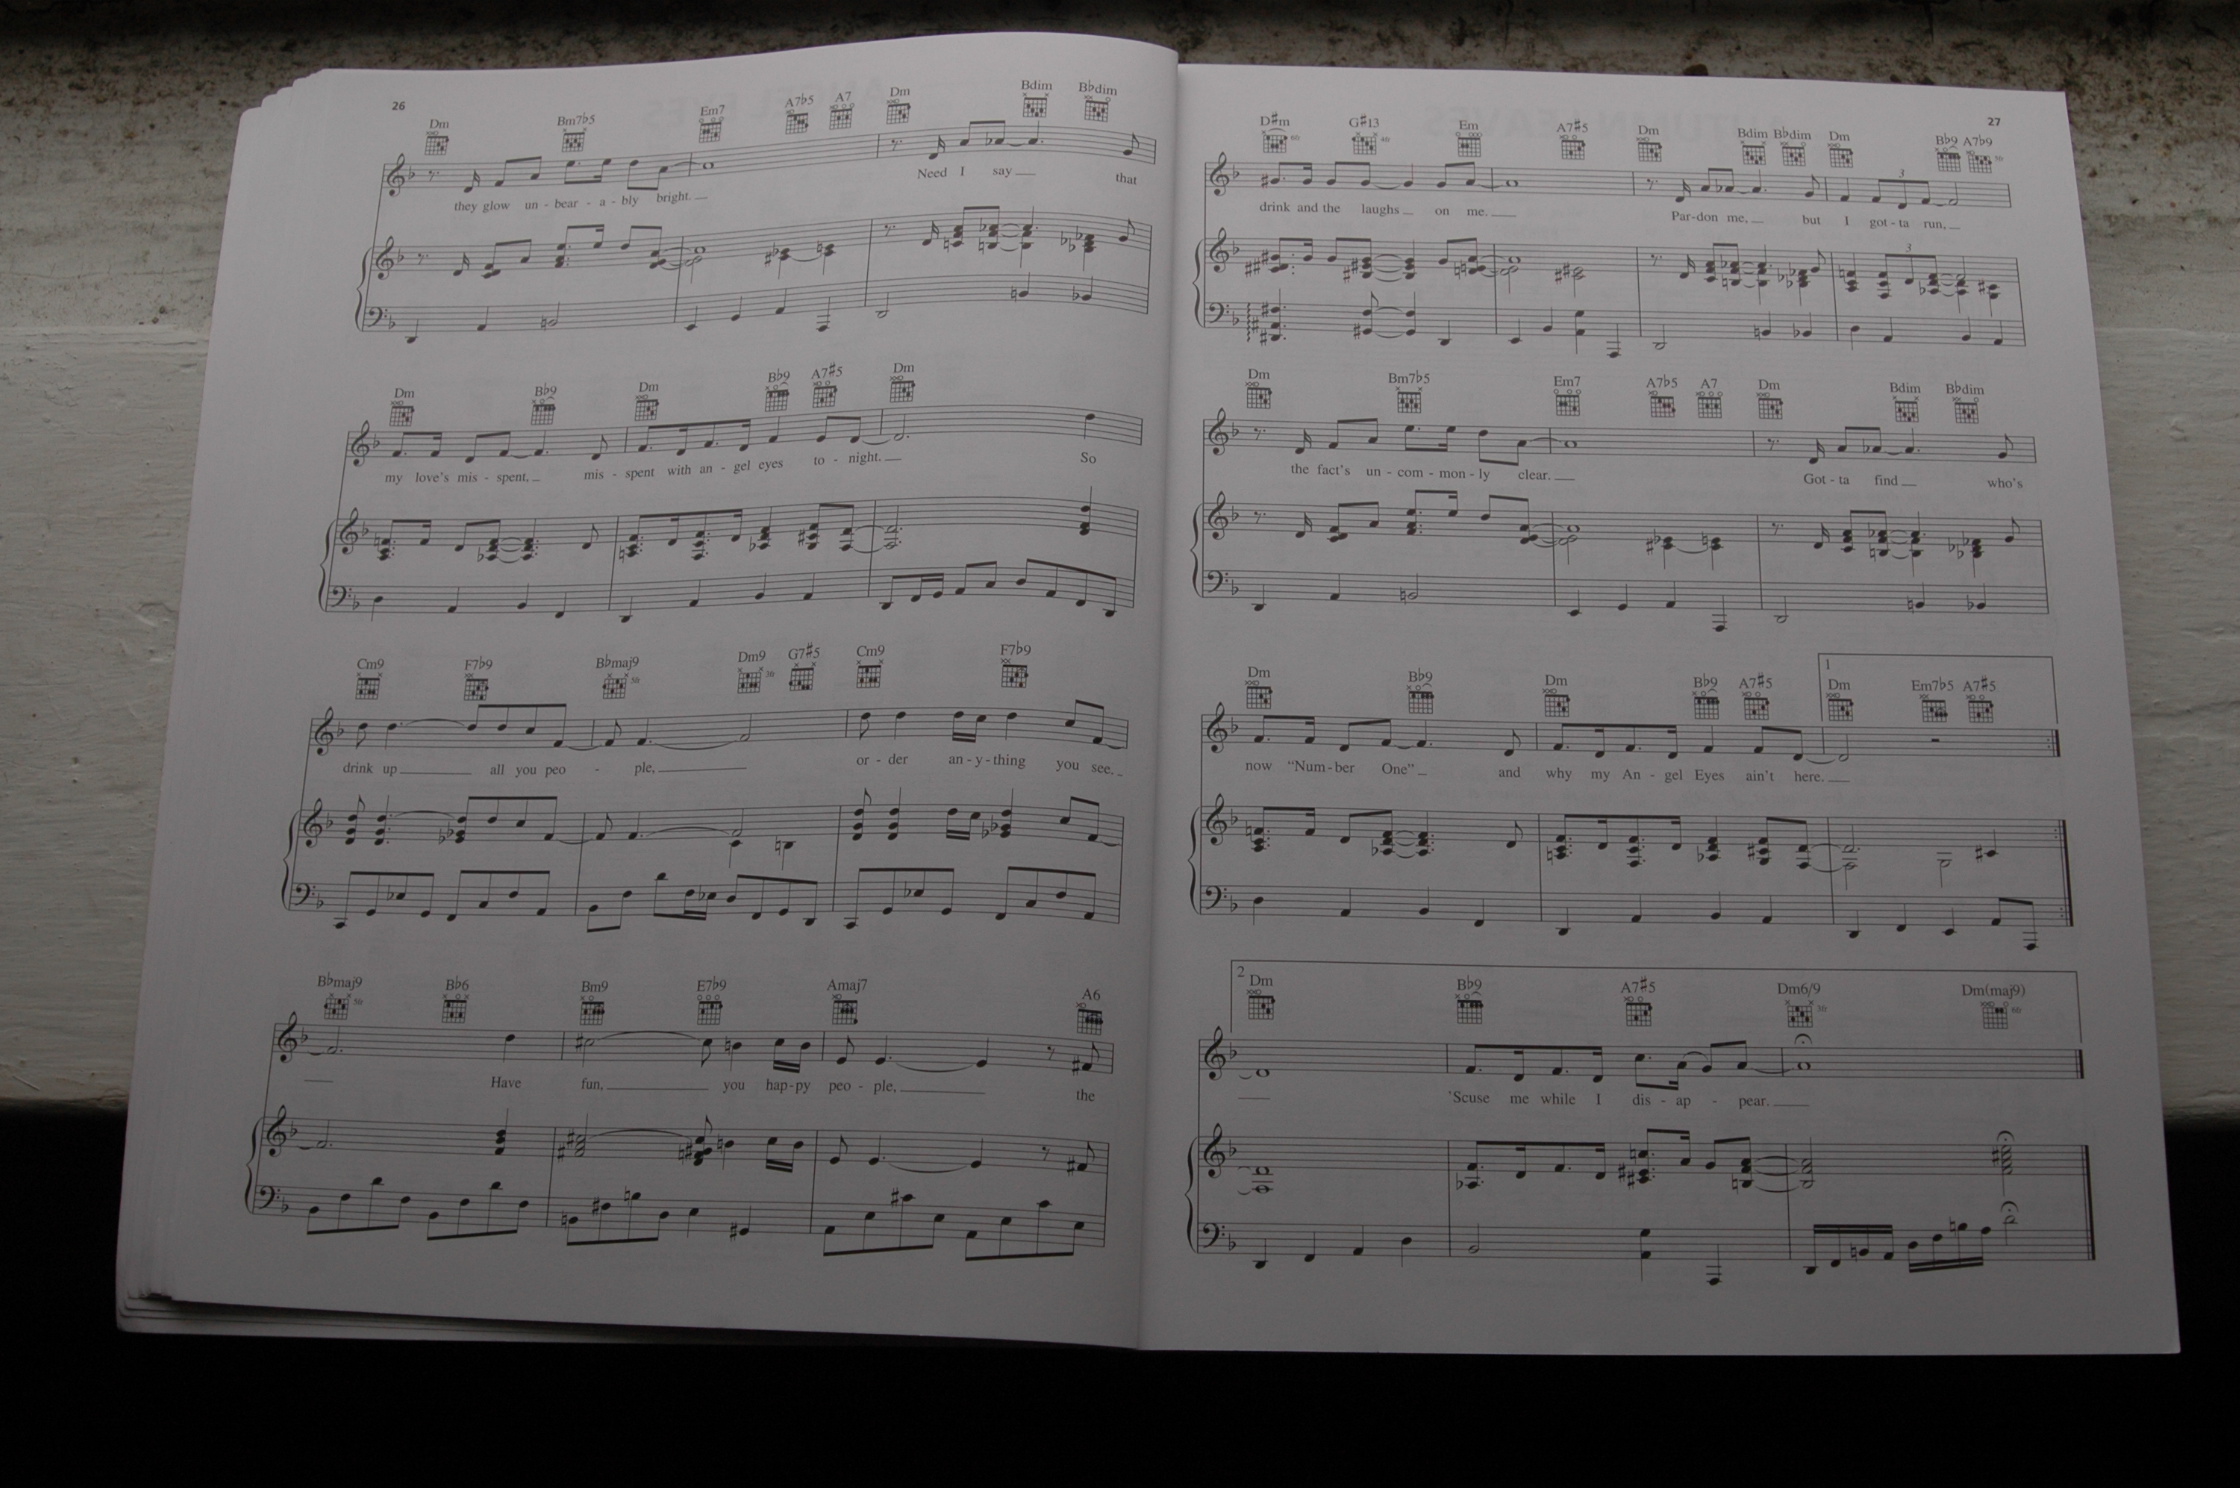 26
Dm Bm7♭5 Em7 A7♭5 A7 Dm Bdim B♭dim
they glow un - bear - a - bly bright. Need I say that
Dm B♭9 Dm B♭9 A7♯5 Dm
my love's mis - spent, mis - spent with an - gel eyes to - night. So
Cm9 F7♭9 B♭maj9 5fr Dm9 3fr G7♯5 Cm9 F7♭9
drink up all you peo - ple, or - der an - y - thing you see.
B♭maj9 5fr B♭6 Bm9 E7♭9 Amaj7 A6
Have fun, you hap - py peo - ple, the
27
D♯m 6fr G♯13 4fr Em A7♯5 Dm Bdim B♭dim Dm B♭9 A7♭9 5fr
3
drink and the laughs on me. Par - don me, but I got - ta run,
3
Dm Bm7♭5 Em7 A7♭5 A7 Dm Bdim B♭dim
the fact's un - com - mon - ly clear. Got - ta find who's
1
Dm B♭9 Dm B♭9 A7♯5 Dm Em7♭5 A7♯5
now "Num - ber One" and why my An - gel Eyes ain't here.
2
Dm B♭9 A7♯5 Dm6/9 Dm(maj9)
'Scuse me while I dis - ap - pear.